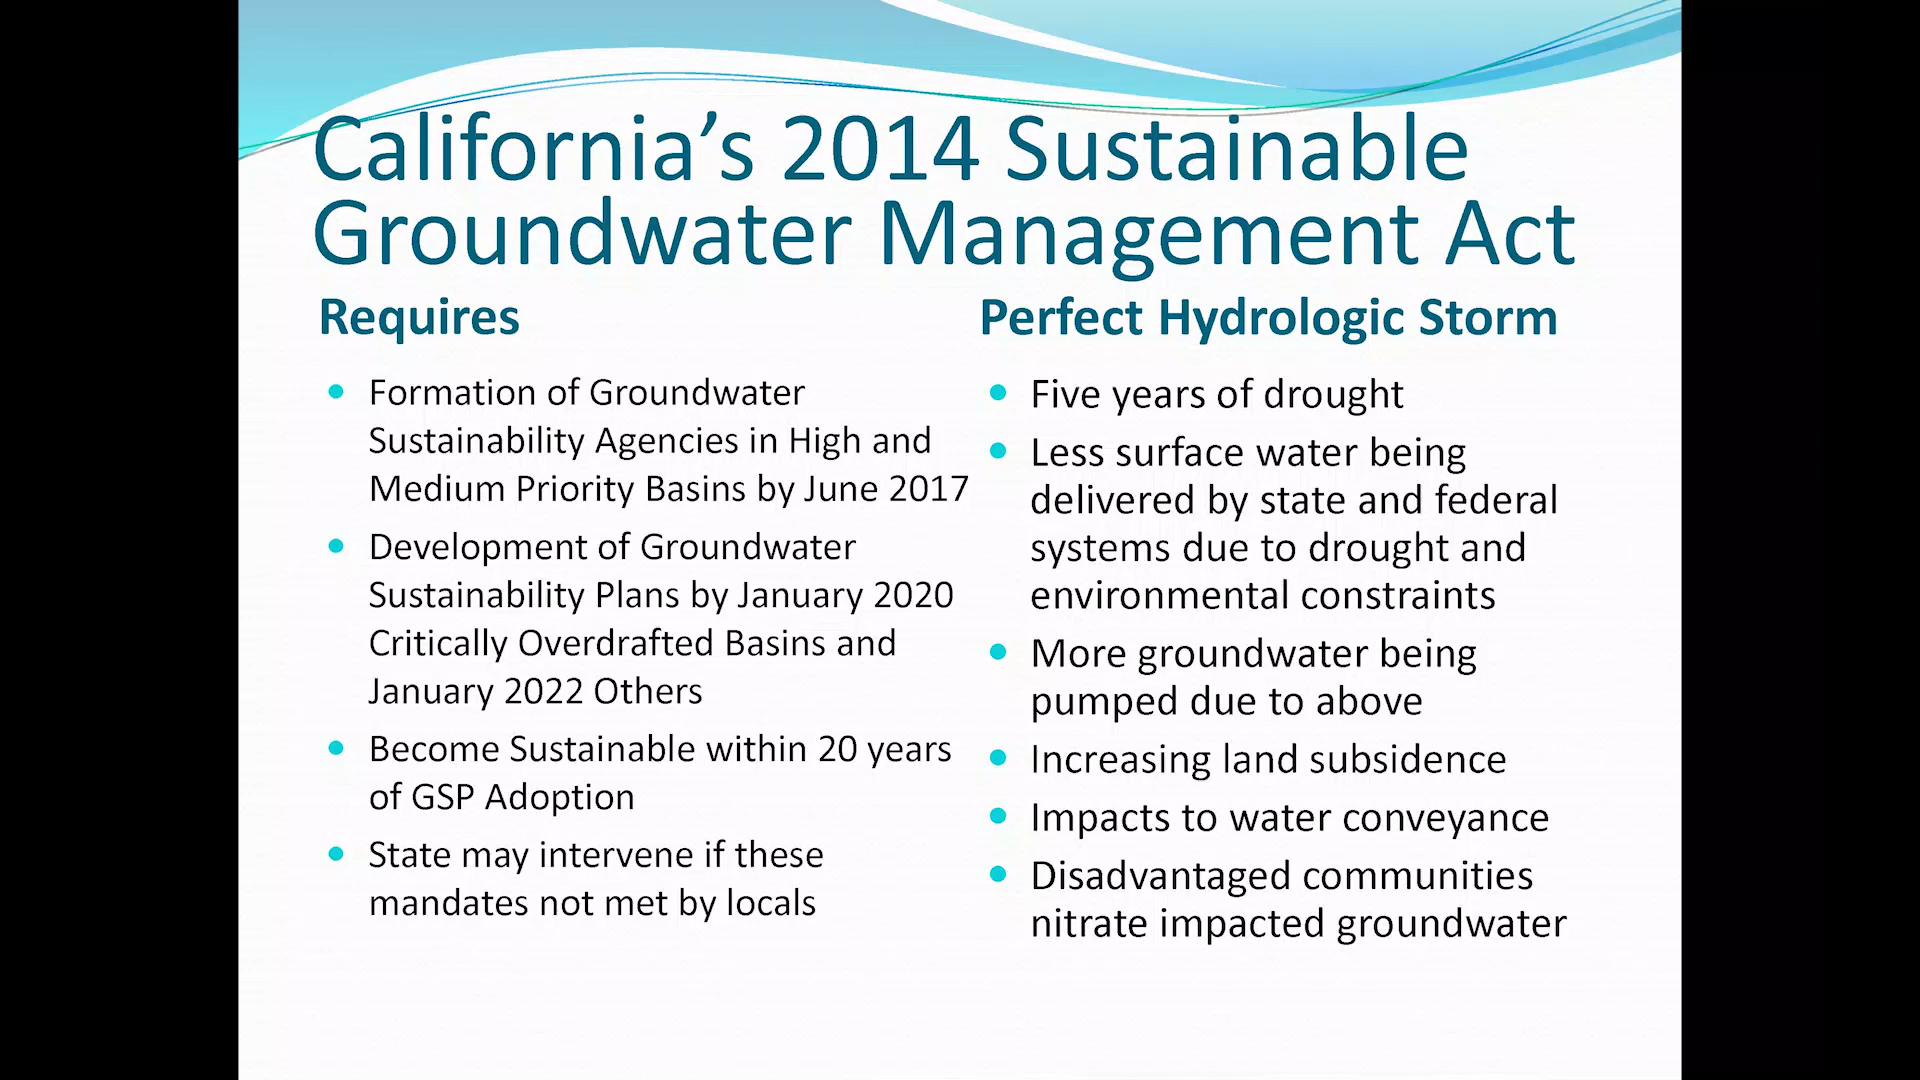 California’s 2014 Sustainable
Groundwater Management Act
Requires
Formation of Groundwater
Sustainability Agencies in High and
Medium Priority Basins by June 2017
Development of Groundwater
Sustainability Plans by January 2020
Critically Overdrafted Basins and
January 2022 Others
Become Sustainable within 20 years
of GSP Adoption
State may intervene if these
mandates not met by locals
Perfect Hydrologic Storm
Five years of drought
Less surface water being
delivered by state and federal
systems due to drought and
environmental constraints
More groundwater being
pumped due to above
Increasing land subsidence
Impacts to water conveyance
Disadvantaged communities
nitrate impacted groundwater